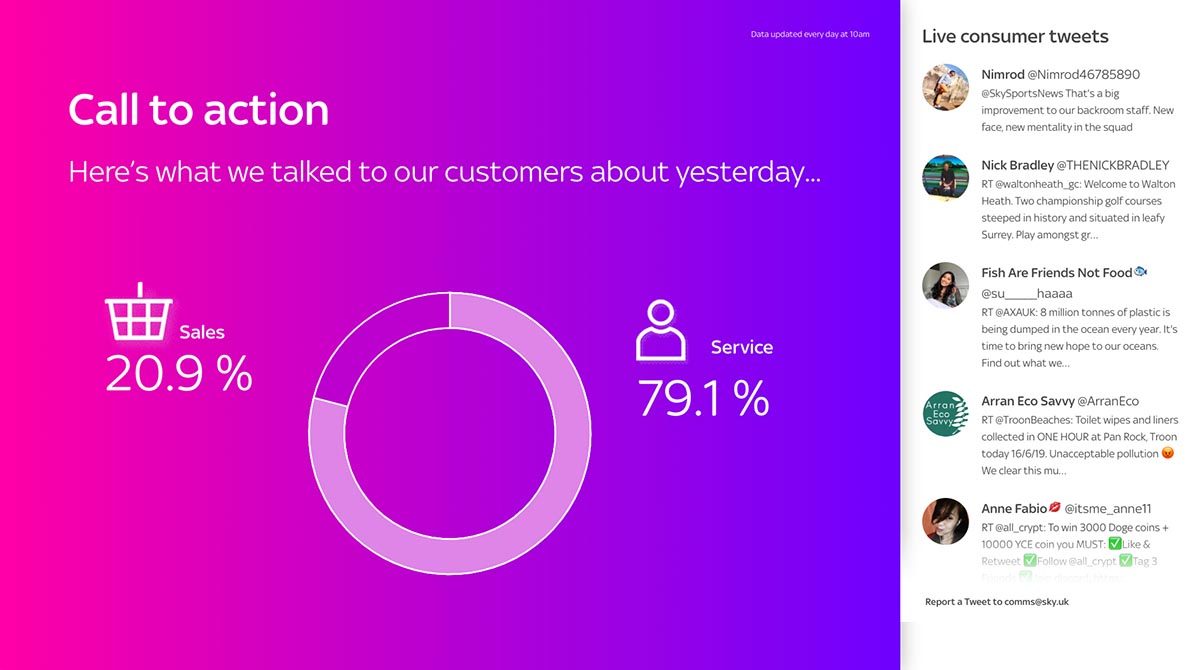 Data updated every day at 10am
Call to action
Here's what we talked to our customers about yesterday...
Sales
20.9 %
Service
79.1 %
Live consumer tweets
Nimrod @Nimrod46785890
@SkySportsNews That's a big
improvement to our backroom staff. New
face, new mentality in the squad
Nick Bradley @THENICKBRADLEY
RT @waltonheath_gc: Welcome to Walton
Heath. Two championship golf courses
steeped in history and situated in leafy
Surrey. Play amongst gr...
Fish Are Friends Not Food🐟
@su_____haaaa
RT @AXAUK: 8 million tonnes of plastic is
being dumped in the ocean every year. It's
time to bring new hope to our oceans.
Find out what we...
Arran
Eco
Savvy
Arran Eco Savvy @ArranEco
RT @TroonBeaches: Toilet wipes and liners
collected in ONE HOUR at Pan Rock, Troon
today 16/6/19. Unacceptable pollution 😡
We clear this mu...
Anne Fabio💋 @itsme_anne11
RT @all_crypt: To win 3000 Doge coins +
10000 YCE coin you MUST: ✅Like &
Retweet ✅Follow @all_crypt ✅Tag 3
Friends ✅
Report a Tweet to comms@sky.uk